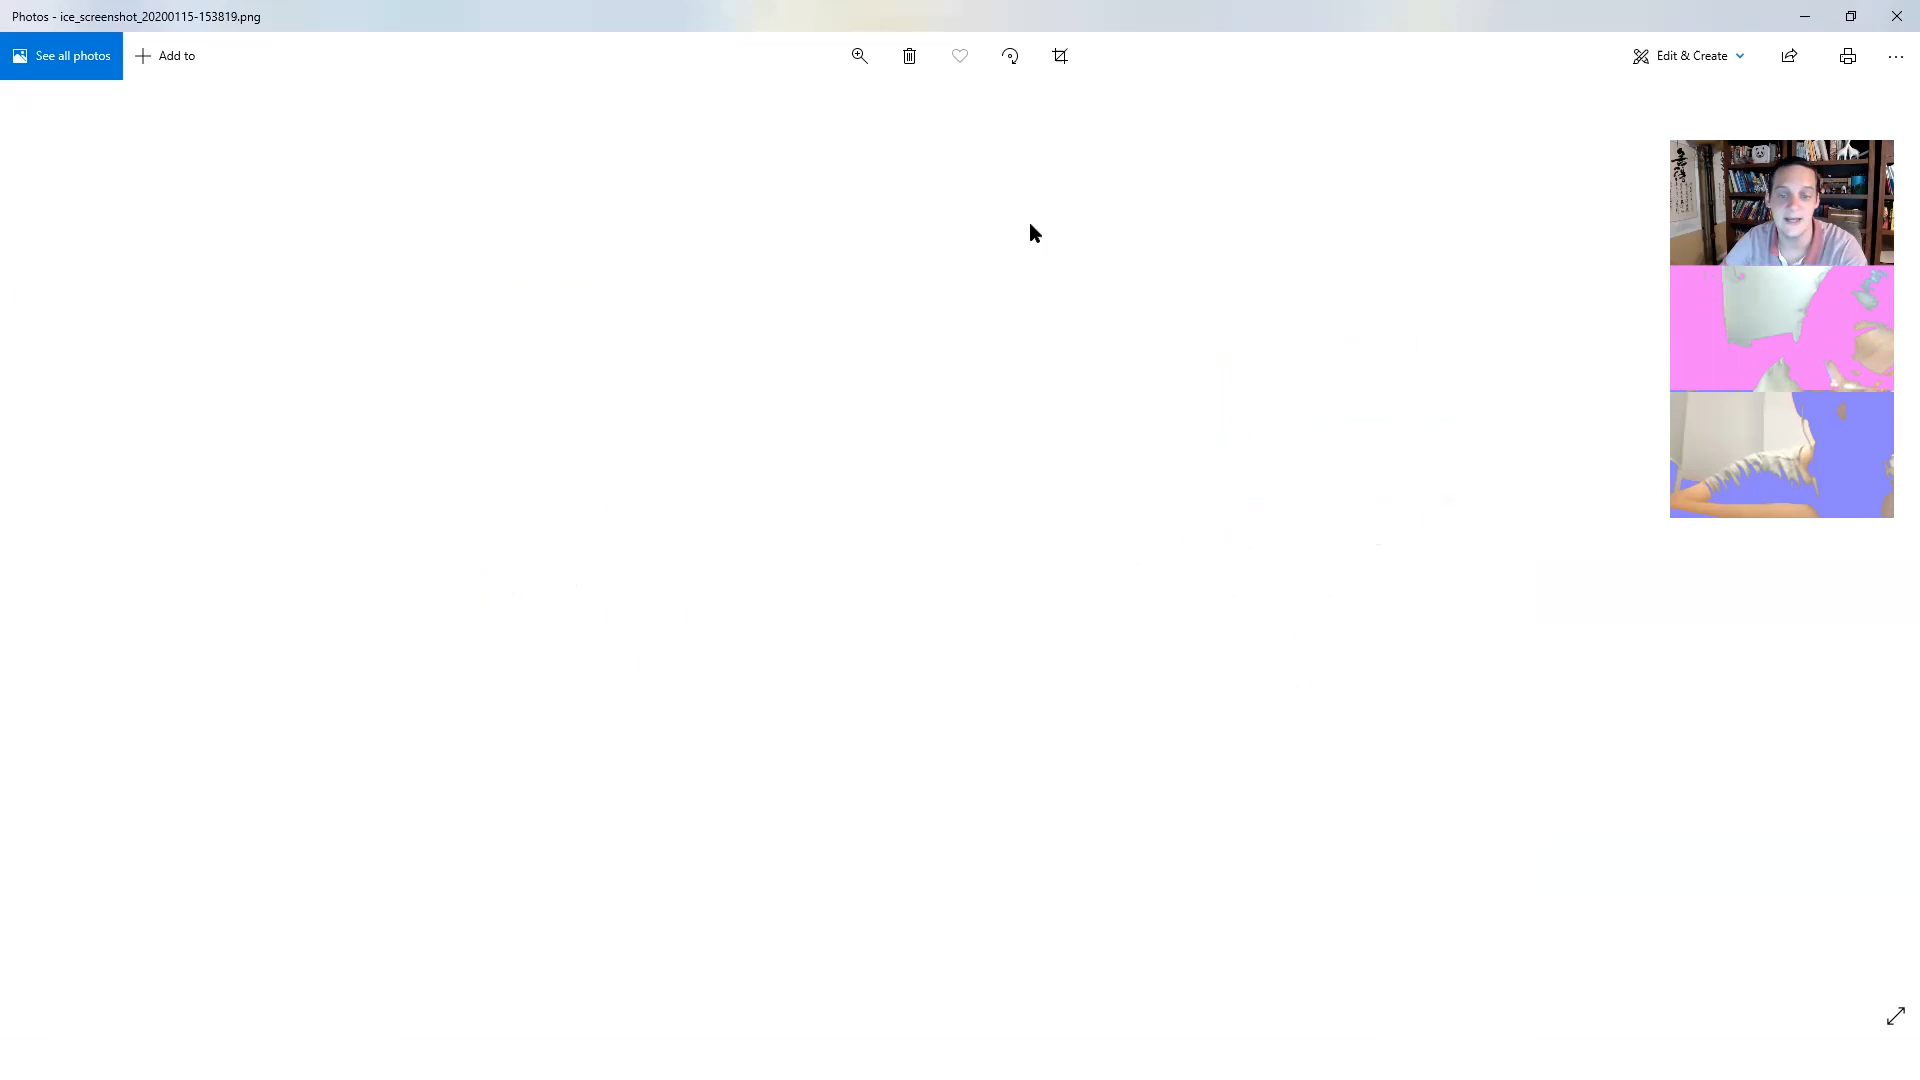 Photos - ice_screenshot_20200115-153819.png
See all photos
Add to
Edit & Create